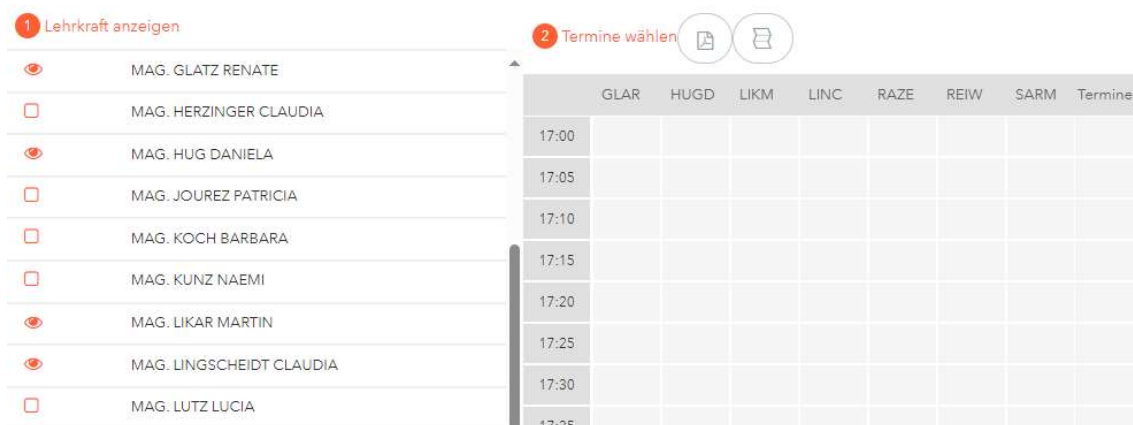 1 Lehrkraft anzeigen
MAG. GLATZ RENATE
MAG. HERZINGER CLAUDIA
MAG. HUG DANIELA
MAG. JOUREZ PATRICIA
MAG. KOCH BARBARA
MAG. KUNZ NAEMI
MAG. LIKAR MARTIN
MAG. LINGSCHEIDT CLAUDIA
MAG. LUTZ LUCIA
2 Termine wählen
GLAR HUGD LIKM LINC RAZE REIW SARM Termine
17:00
17:05
17:10
17:15
17:20
17:25
17:30
17:35